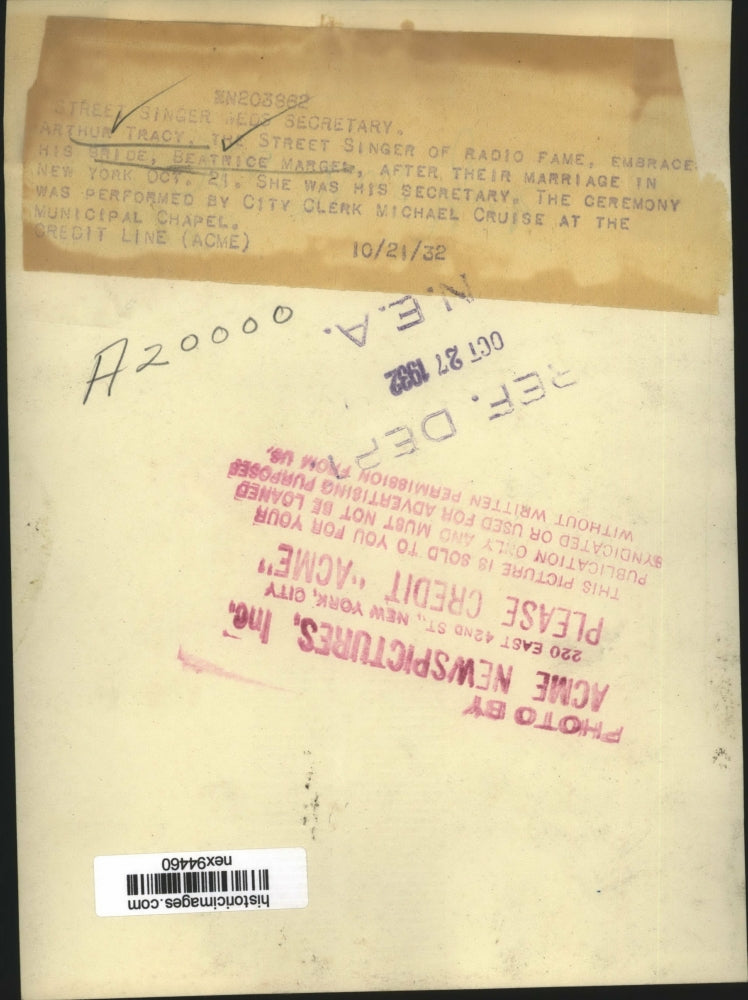 XN203862
STREET SINGER WEDS SECRETARY.
ARTHUR TRACY, THE STREET SINGER OF RADIO FAME, EMBRACES
HIS BRIDE, BEATRICE MARGEL, AFTER THEIR MARRIAGE IN
NEW YORK OCT. 21. SHE WAS HIS SECRETARY. THE CEREMONY
WAS PERFORMED BY CITY CLERK MICHAEL CRUISE AT THE
MUNICIPAL CHAPEL.
CREDIT LINE (ACME) 10/21/32
A20000
REF. DEPT
OCT 27 1932
N.E.A.
PHOTO BY
ACME NEWSPICTURES, Inc.
220 EAST 42ND ST., NEW YORK, CITY
PLEASE CREDIT "ACME"
THIS PICTURE IS SOLD TO YOU FOR YOUR
PUBLICATION ONLY AND MUST NOT BE LOANED
SYNDICATED OR USED FOR ADVERTISING PURPOSES
WITHOUT WRITTEN PERMISSION FROM US.
historicimages.com
nex94460